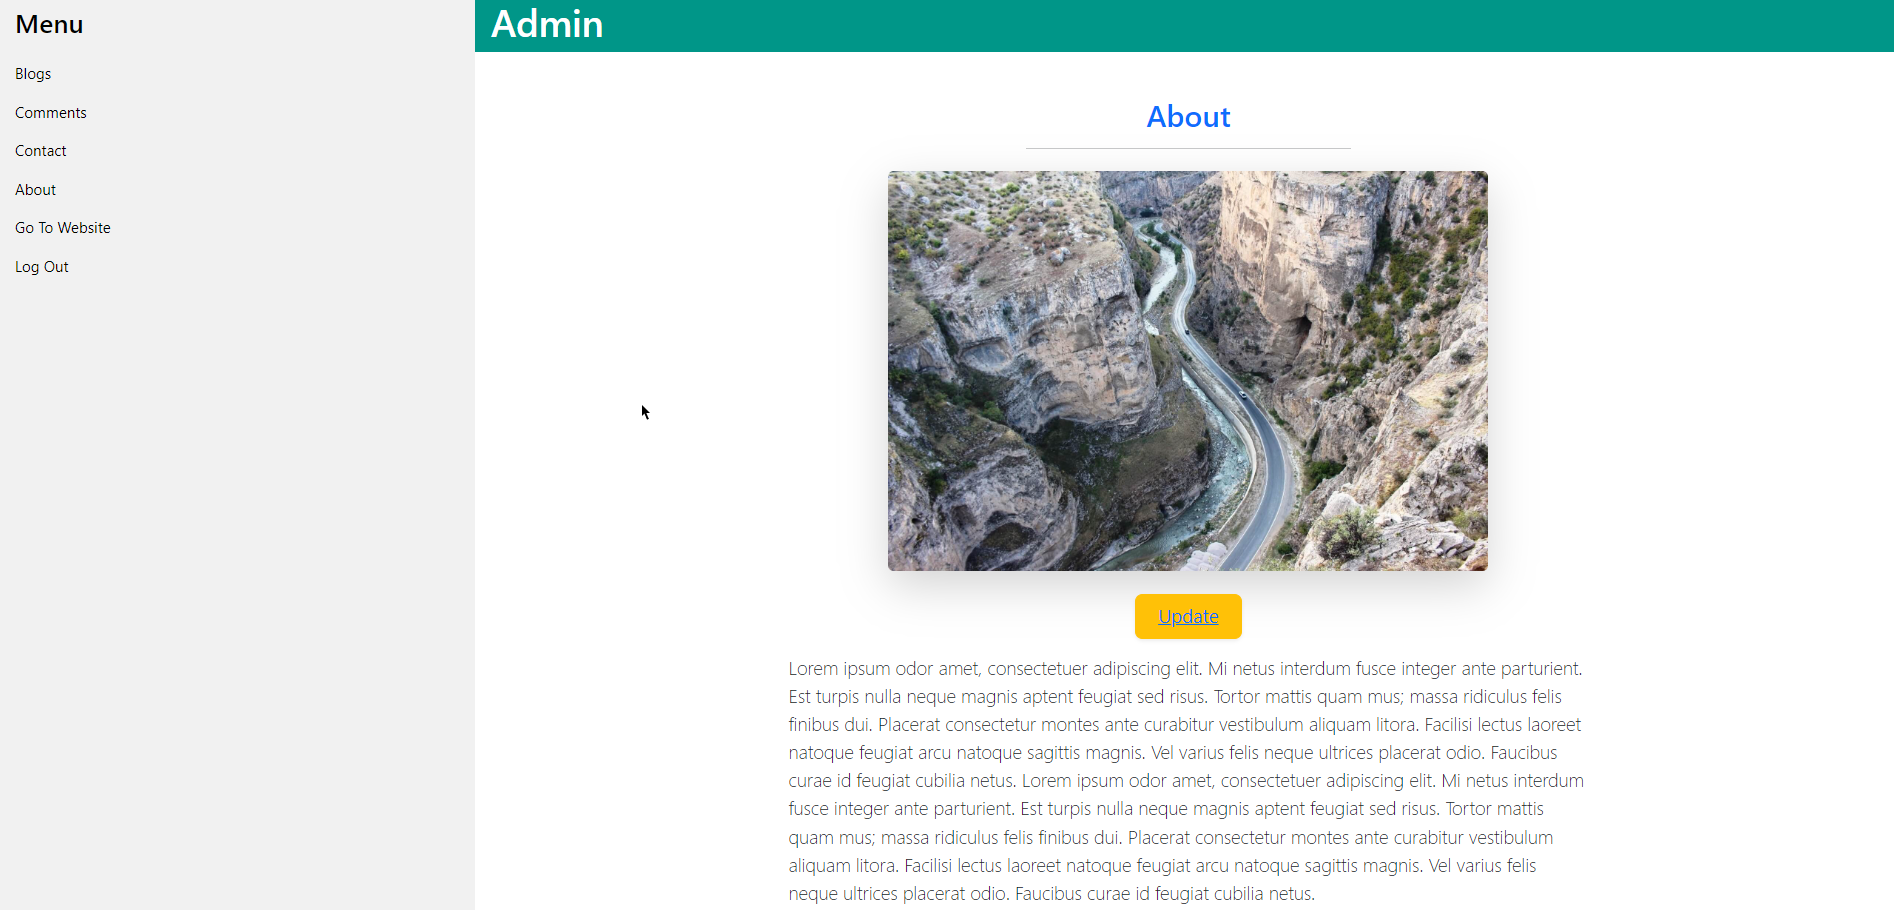 Menu
Blogs
Comments
Contact
About
Go To Website
Log Out
Admin
About
Update
Lorem ipsum odor amet, consectetuer adipiscing elit. Mi netus interdum fusce integer ante parturient.
Est turpis nulla neque magnis aptent feugiat sed risus. Tortor mattis quam mus; massa ridiculus felis
finibus dui. Placerat consectetur montes ante curabitur vestibulum aliquam litora. Facilisi lectus laoreet
natoque feugiat arcu natoque sagittis magnis. Vel varius felis neque ultrices placerat odio. Faucibus
curae id feugiat cubilia netus. Lorem ipsum odor amet, consectetuer adipiscing elit. Mi netus interdum
fusce integer ante parturient. Est turpis nulla neque magnis aptent feugiat sed risus. Tortor mattis
quam mus; massa ridiculus felis finibus dui. Placerat consectetur montes ante curabitur vestibulum
aliquam litora. Facilisi lectus laoreet natoque feugiat arcu natoque sagittis magnis. Vel varius felis
neque ultrices placerat odio. Faucibus curae id feugiat cubilia netus.